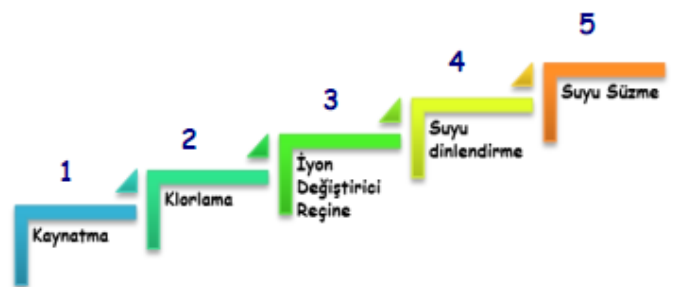 1
Kaynatma
2
Klorlama
3
İyon
Değiştirici
Reçine
4
Suyu
dinlendirme
5
Suyu Süzme